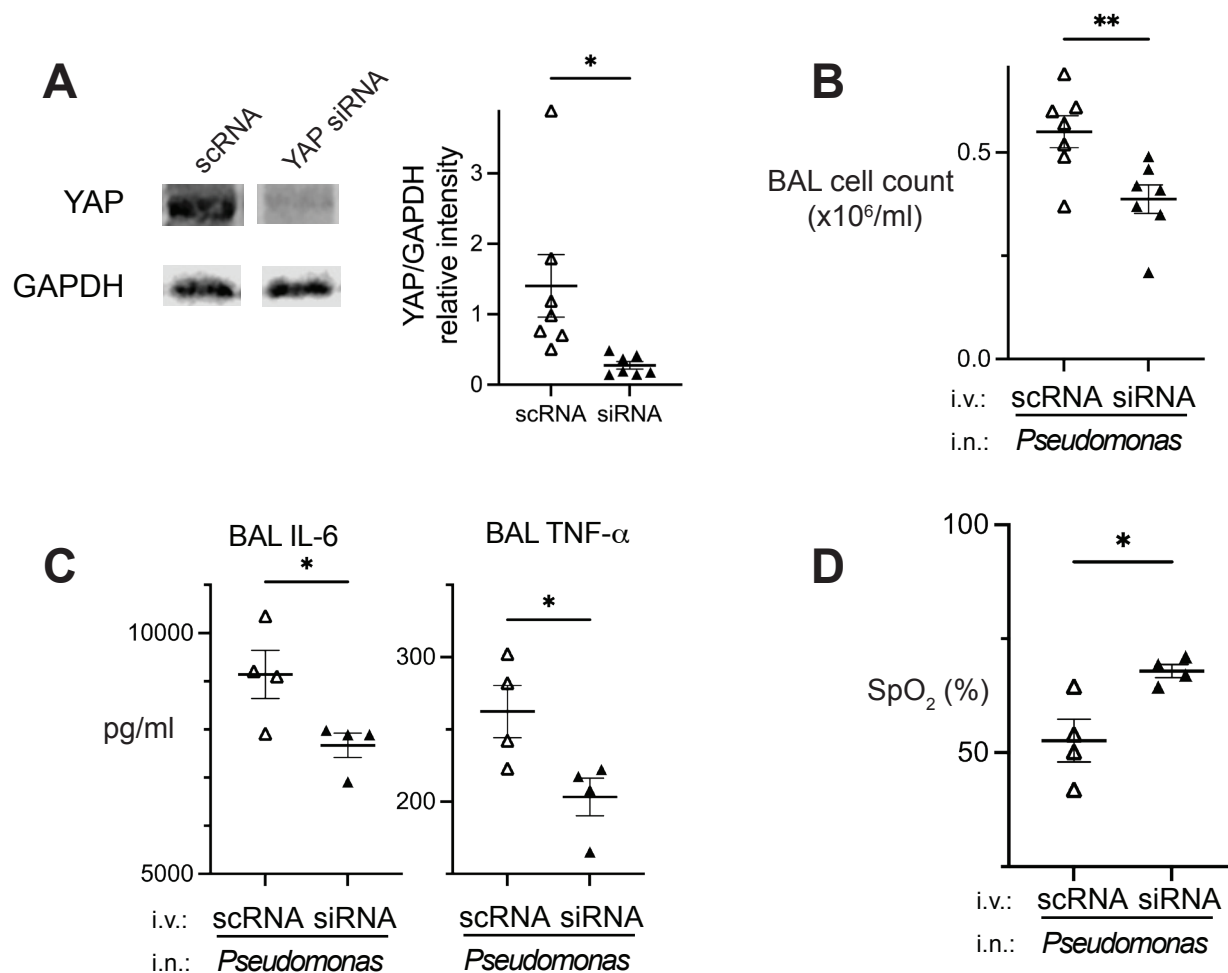 A
scRNA
YAP siRNA
YAP
GAPDH
YAP/GAPDH
relative intensity
*
3
2
1
0
scRNA
siRNA
B
**
BAL cell count
(x10⁶/ml)
0.5
0.0
i.v.: scRNA siRNA
i.n.: Pseudomonas
C
BAL IL-6
*
10000
pg/ml
5000
i.v.: scRNA siRNA
i.n.: Pseudomonas
BAL TNF-α
*
300
200
scRNA siRNA
Pseudomonas
D
100
*
SpO₂ (%)
50
i.v.: scRNA siRNA
i.n.: Pseudomonas